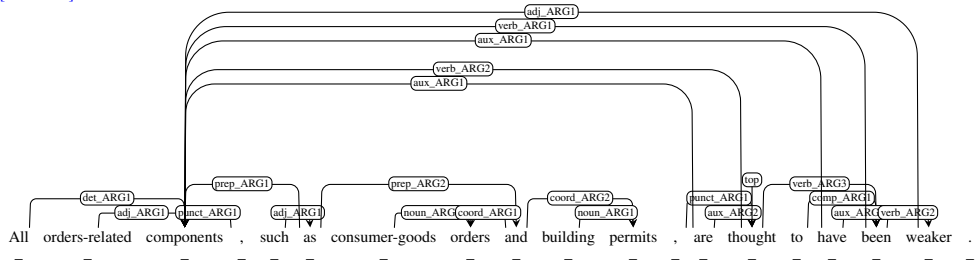 adj_ARG1
verb_ARG1
aux_ARG1
verb_ARG2
aux_ARG1
top
prep_ARG1 prep_ARG2 verb_ARG3
det_ARG1 coord_ARG2 punct_ARG1 comp_ARG1
adj_ARG1 punct_ARG1 adj_ARG1 noun_ARG coord_ARG1 noun_ARG1 aux_ARG2 aux_ARG verb_ARG2
All orders-related components , such as consumer-goods orders and building permits , are thought to have been weaker .